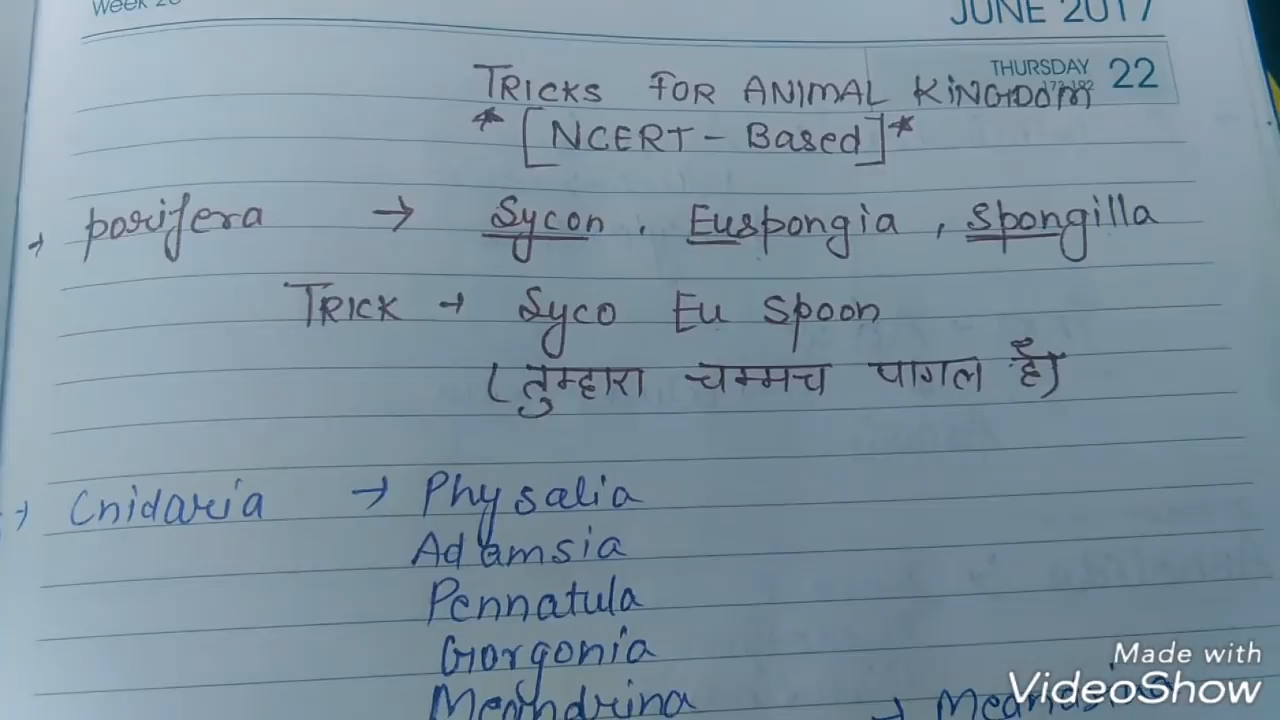 Week
JUNE 2017
THURSDAY 22
TRICKS FOR ANIMAL KINGDOM
* [NCERT - Based] *
→ porifera → Sycon, Euspongia, Spongilla
TRICK → Syco Eu Spoon
(तुम्हारा चम्मच पागल है)
→ Cnidaria → Physalia
Adamsia
Pennatula
Gorgonia
Meandrina →
Made with
VideoShow